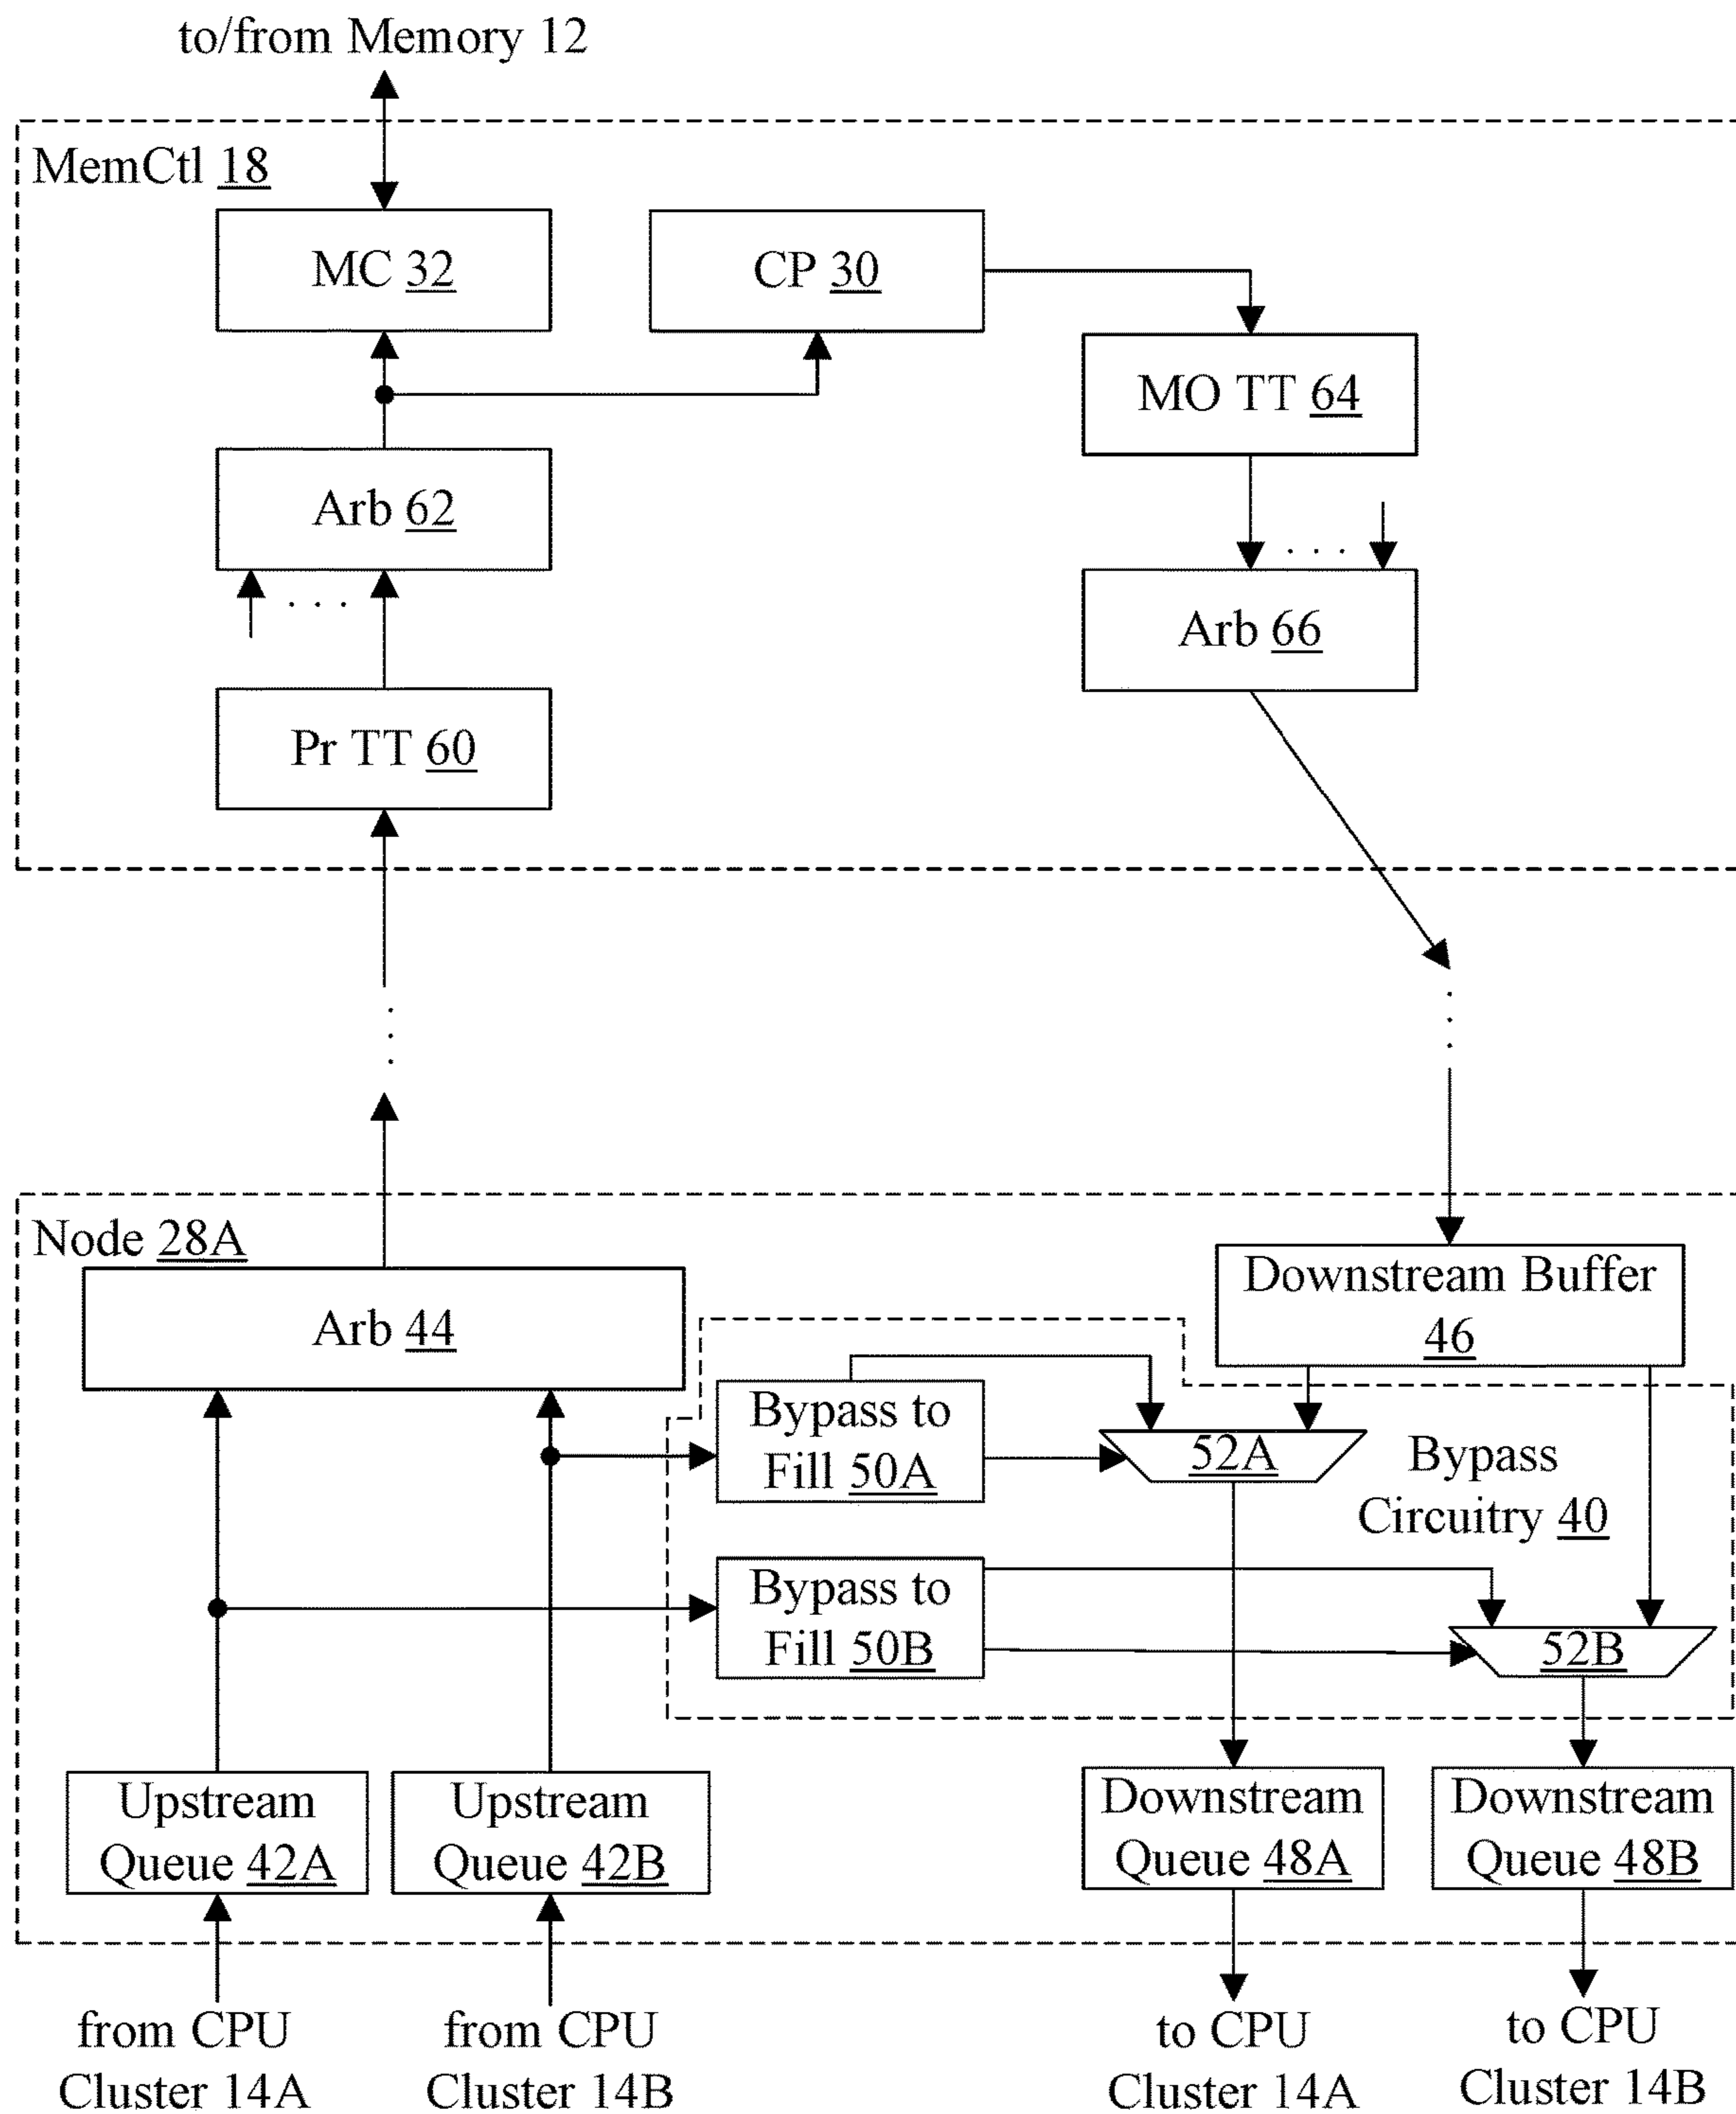 to/from Memory 12
MemCtl 18
MC 32
CP 30
MO TT 64
Arb 62
. . .
Arb 66
. . .
Pr TT 60
Node 28A
Arb 44
Downstream Buffer
46
Bypass to
Fill 50A
52A
Bypass
Circuitry 40
Bypass to
Fill 50B
52B
Upstream
Queue 42A
Upstream
Queue 42B
Downstream
Queue 48A
Downstream
Queue 48B
from CPU
Cluster 14A
from CPU
Cluster 14B
to CPU
Cluster 14A
to CPU
Cluster 14B